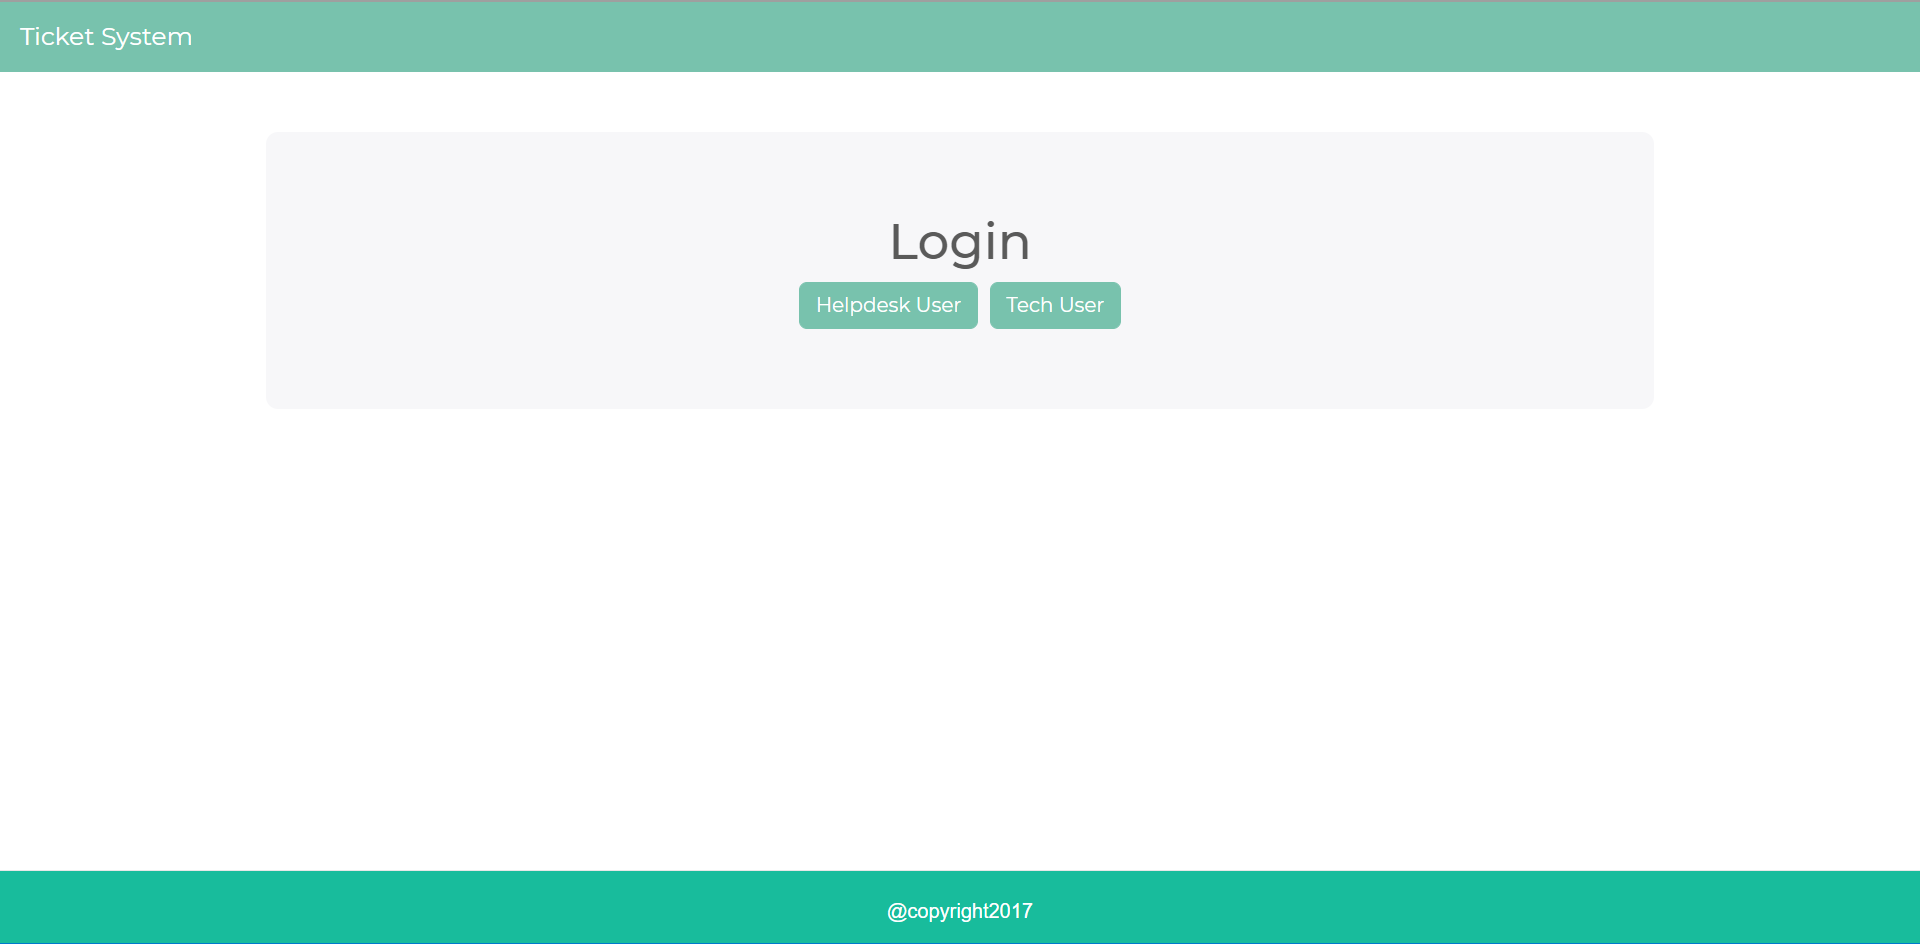 Ticket System
Login
Helpdesk User Tech User
@copyright2017